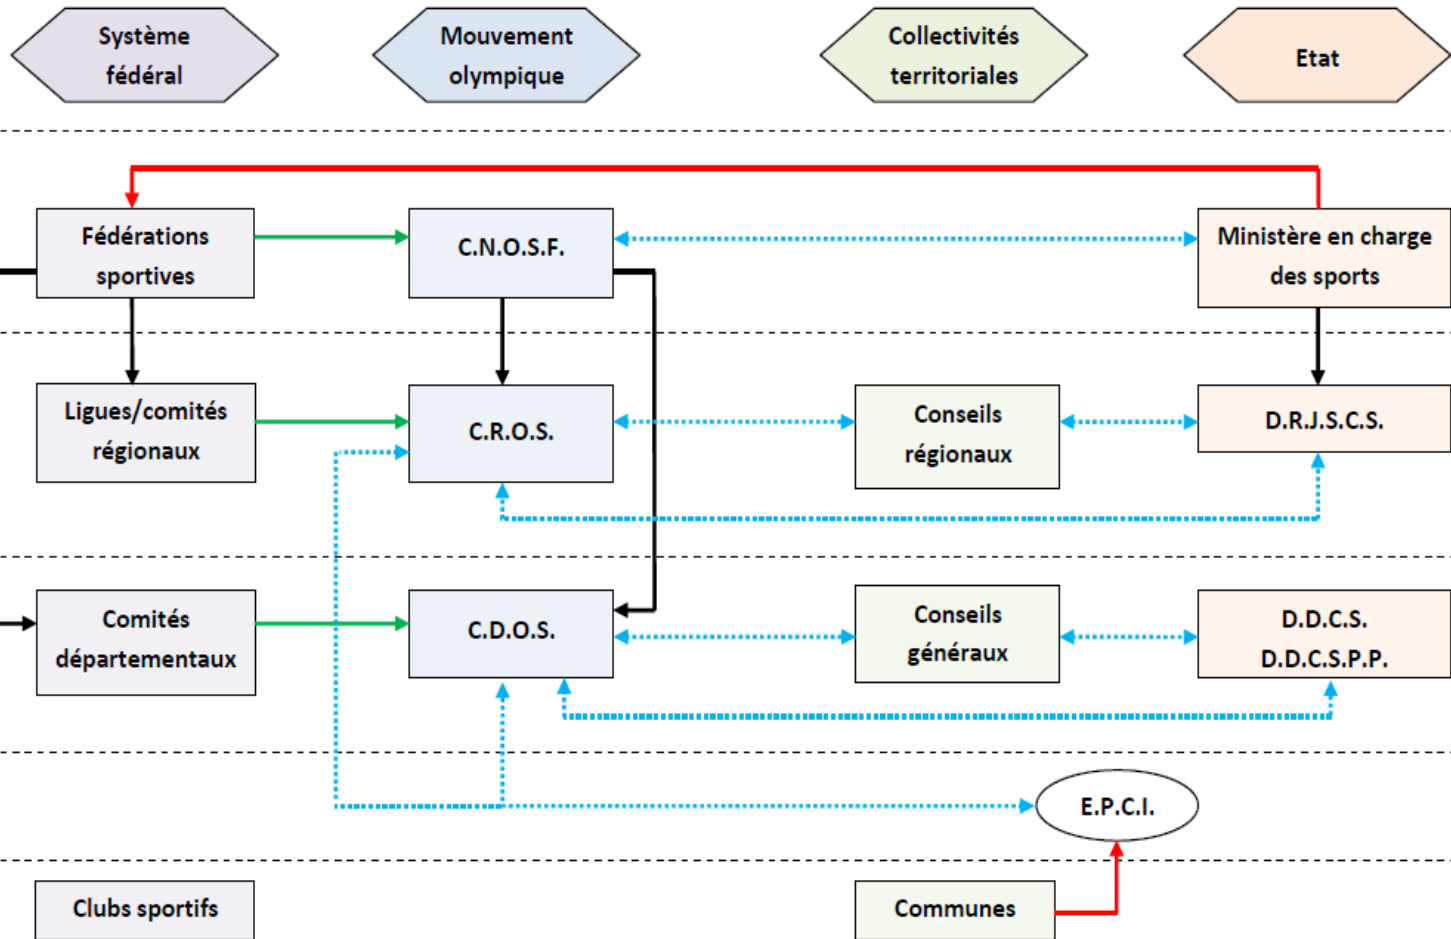 Système
fédéral
Mouvement
olympique
Collectivités
territoriales
Etat
Fédérations
sportives
C.N.O.S.F.
Ministère en charge
des sports
Ligues/comités
régionaux
C.R.O.S.
Conseils
régionaux
D.R.J.S.C.S.
Comités
départementaux
C.D.O.S.
Conseils
généraux
D.D.C.S.
D.D.C.S.P.P.
E.P.C.I.
Clubs sportifs
Communes